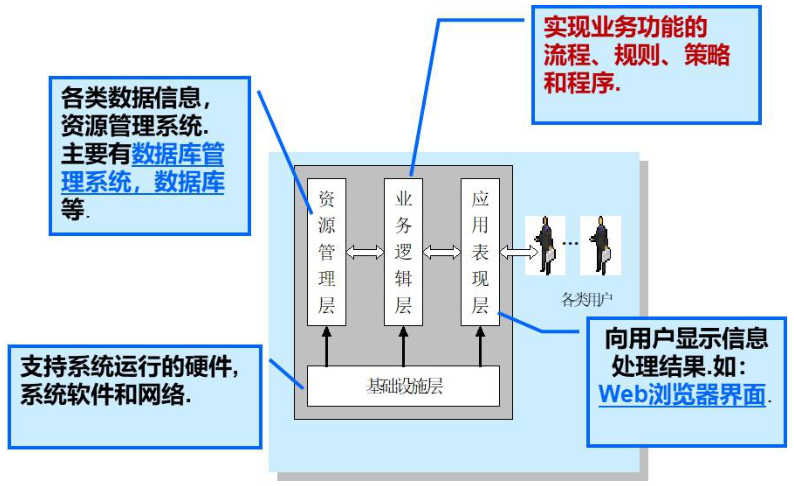 实现业务功能的
流程、规则、策略
和程序.
各类数据信息，
资源管理系统.
主要有数据库管
理系统，数据库
等.
资源管理层
业务逻辑层
应用表现层
...
各类用户
支持系统运行的硬件，
系统软件和网络.
基础设施层
向用户显示信息
处理结果.如：
Web浏览器界面.